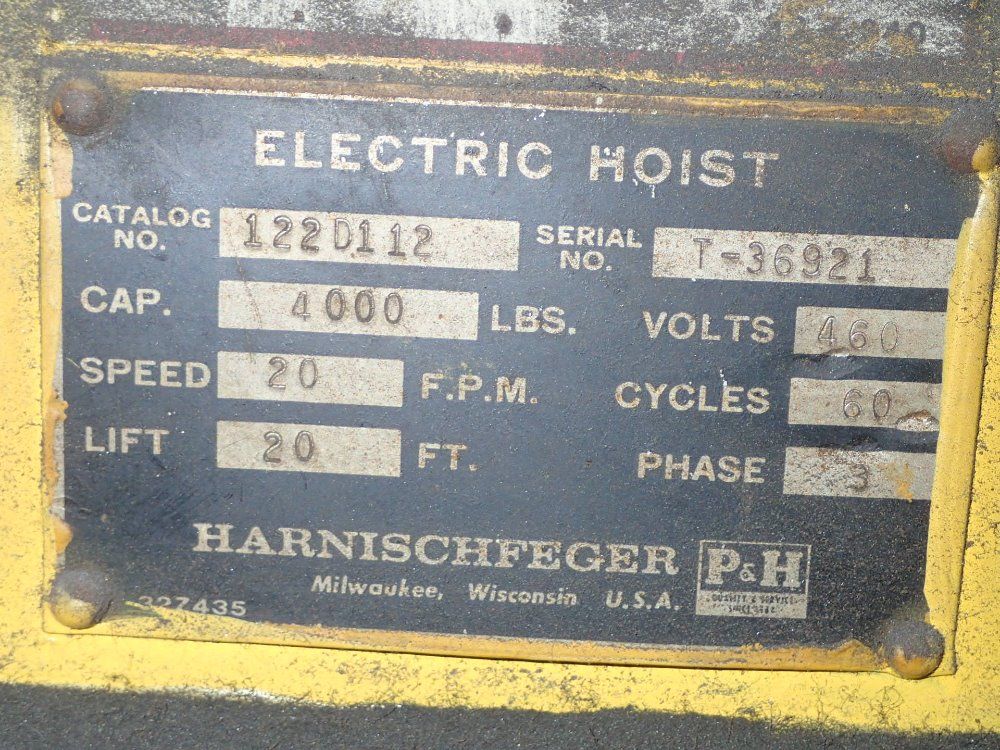 ELECTRIC HOIST
CATALOG NO. 122D112 SERIAL NO. T-36921
CAP. 4000 LBS. VOLTS 460
SPEED 20 F.P.M. CYCLES 60
LIFT 20 FT. PHASE 3
HARNISCHFEGER P&H
Milwaukee, Wisconsin U.S.A.
327435